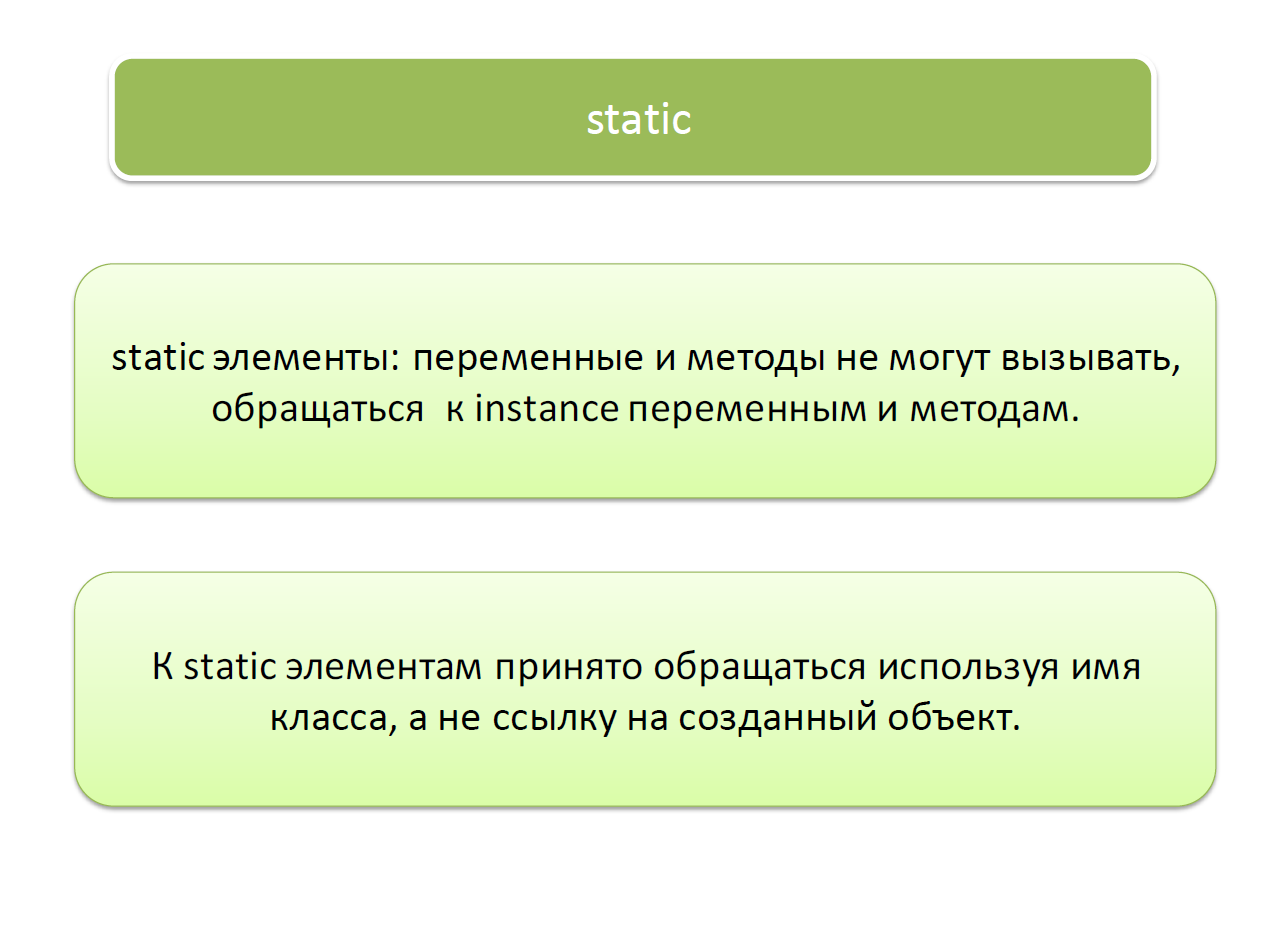 static
static элементы: переменные и методы не могут вызывать,
обращаться к instance переменным и методам.
К static элементам принято обращаться используя имя
класса, а не ссылку на созданный объект.